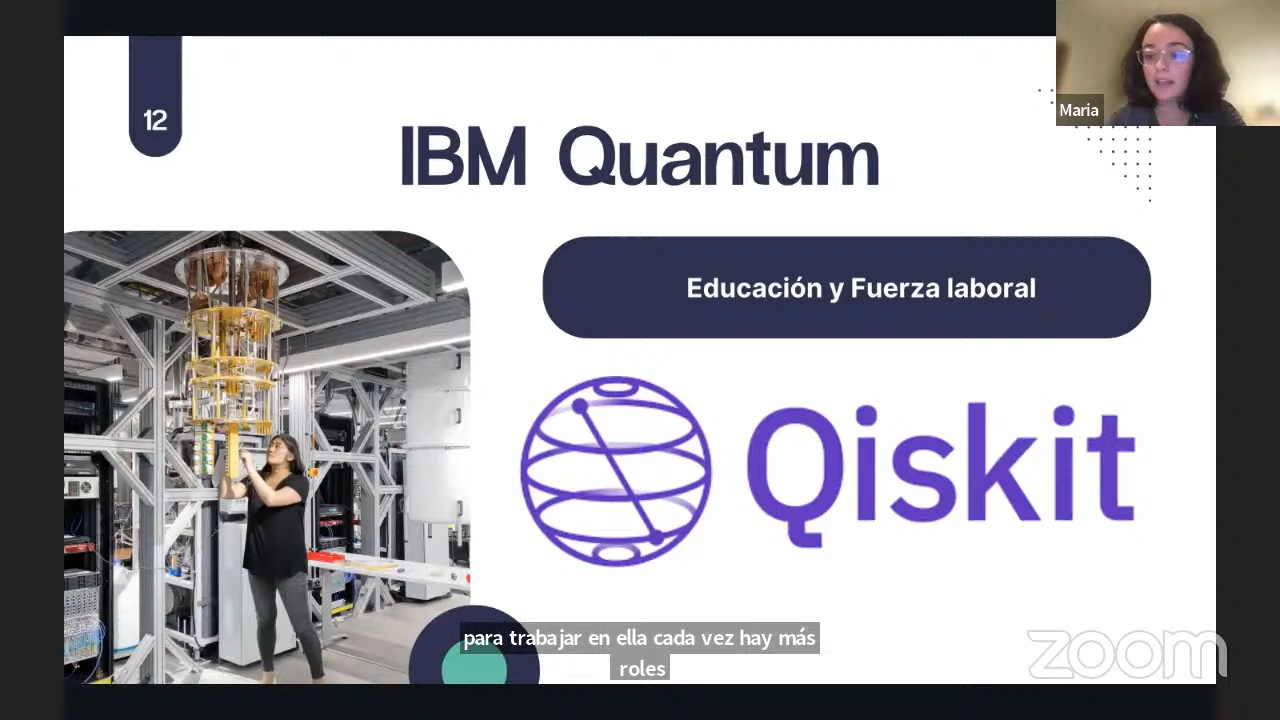 12
Maria
IBM Quantum
Educación y Fuerza laboral
Qiskit
para trabajar en ella cada vez hay más
roles
zoom